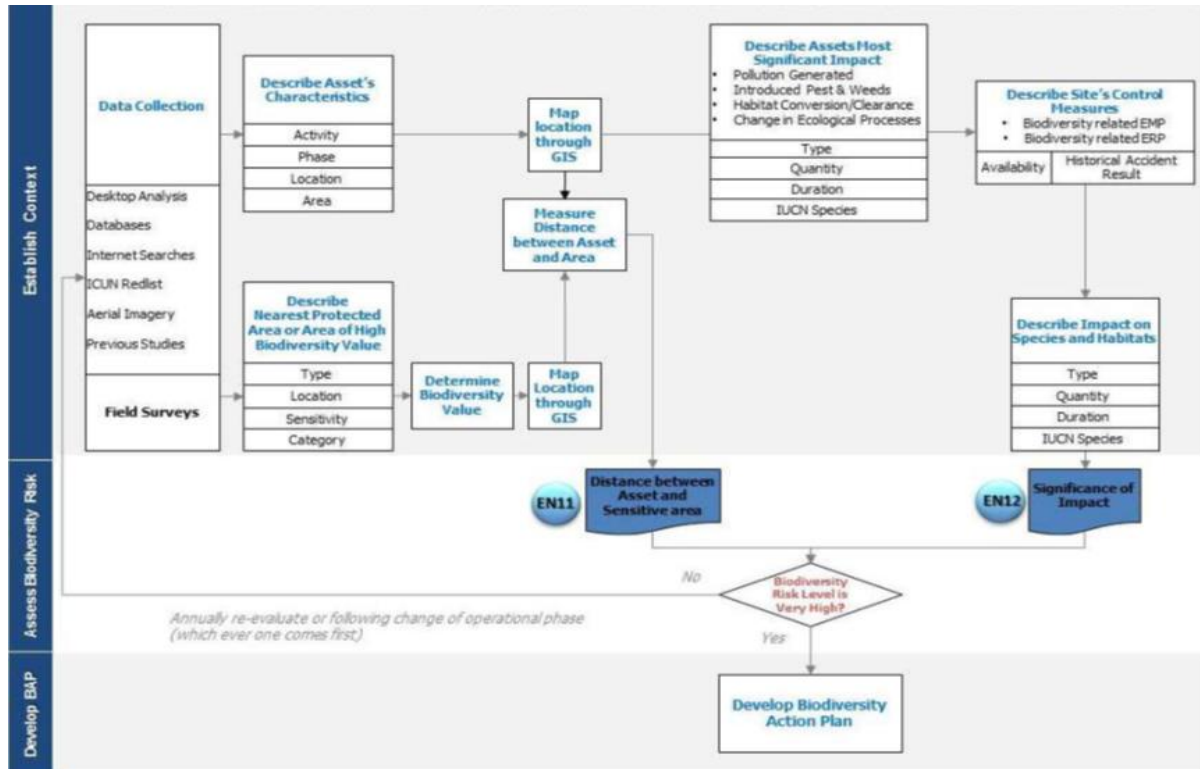 Establish Context
Data Collection
Desktop Analysis
Databases
Internet Searches
ICUN Redlist
Aerial Imagery
Previous Studies
Field Surveys
Describe Asset's
Characteristics
Activity
Phase
Location
Area
Describe
Nearest Protected
Area or Area of High
Biodiversity Value
Type
Location
Sensitivity
Category
Determine
Biodiversity
Value
Map
location
through
GIS
Measure
Distance
between Asset
and Area
Map
Location
through
GIS
Describe Assets Most
Significant Impact
• Pollution Generated
• Introduced Pest & Weeds
• Habitat Conversion/Clearance
• Change in Ecological Processes
Type
Quantity
Duration
IUCN Species
Describe Site's Control
Measures
• Biodiversity related EMP
• Biodiversity related ERP
Availability
Historical Accident
Result
Describe Impact on
Species and Habitats
Type
Quantity
Duration
IUCN Species
Assess Biodiversity Risk
EN11
Distance between
Asset and
Sensitive area
EN12
Significance of
Impact
No
Biodiversity
Risk Level is
Very High?
Annually re-evaluate or following change of operational phase
(which ever one comes first)
Yes
Develop BAP
Develop Biodiversity
Action Plan